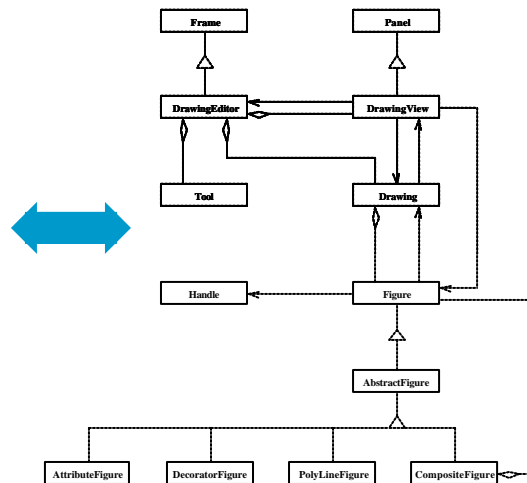 Frame
Panel
DrawingEditor
DrawingView
Tool
Drawing
Handle
Figure
AbstractFigure
AttributeFigure
DecoratorFigure
PolyLineFigure
CompositeFigure